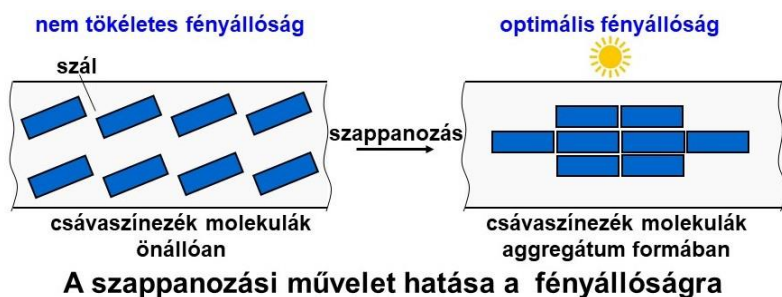 nem tökéletes fényállóság
optimális fényállóság
szál
szappanozás
csávaszínezék molekulák
önállóan
csávaszínezék molekulák
aggregátum formában
A szappanozási művelet hatása a fényállóságra